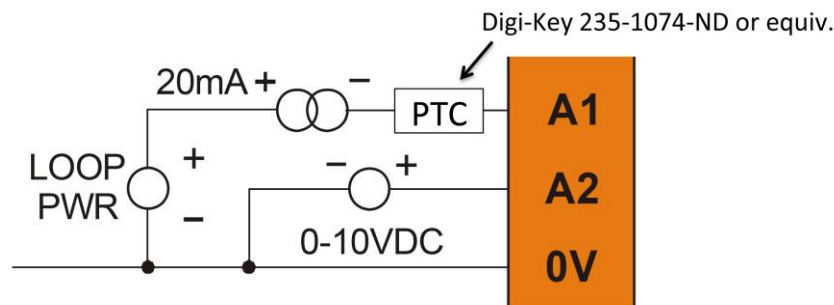 Digi-Key 235-1074-ND or equiv.
20mA + −
PTC
A1
LOOP
PWR
+
−
− +
A2
0-10VDC
0V